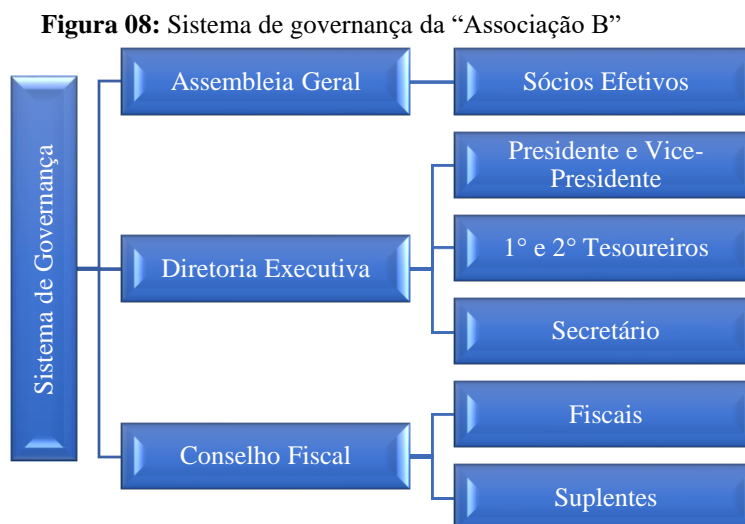 Figura 08: Sistema de governança da “Associação B”
Sistema de Governança
Assembleia Geral
Sócios Efetivos
Diretoria Executiva
Presidente e Vice-
Presidente
1° e 2° Tesoureiros
Secretário
Conselho Fiscal
Fiscais
Suplentes